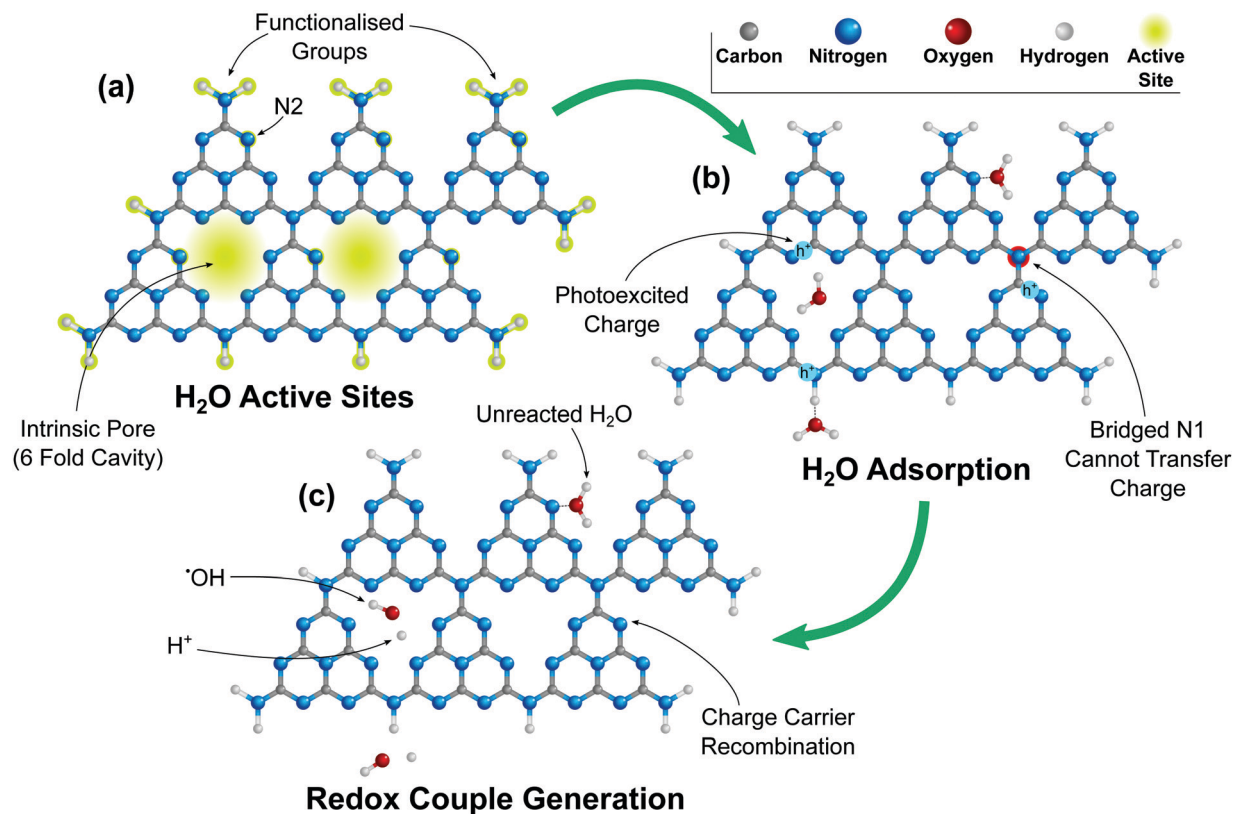 Functionalised
Groups
Carbon
Nitrogen
Oxygen
Hydrogen
Active
Site
(a)
N2
(b)
h⁺
Photoexcited
Charge
h⁺
h⁺
H₂O Active Sites
Intrinsic Pore
(6 Fold Cavity)
Unreacted H₂O
H₂O Adsorption
Bridged N1
Cannot Transfer
Charge
(c)
•OH
H⁺
Charge Carrier
Recombination
Redox Couple Generation